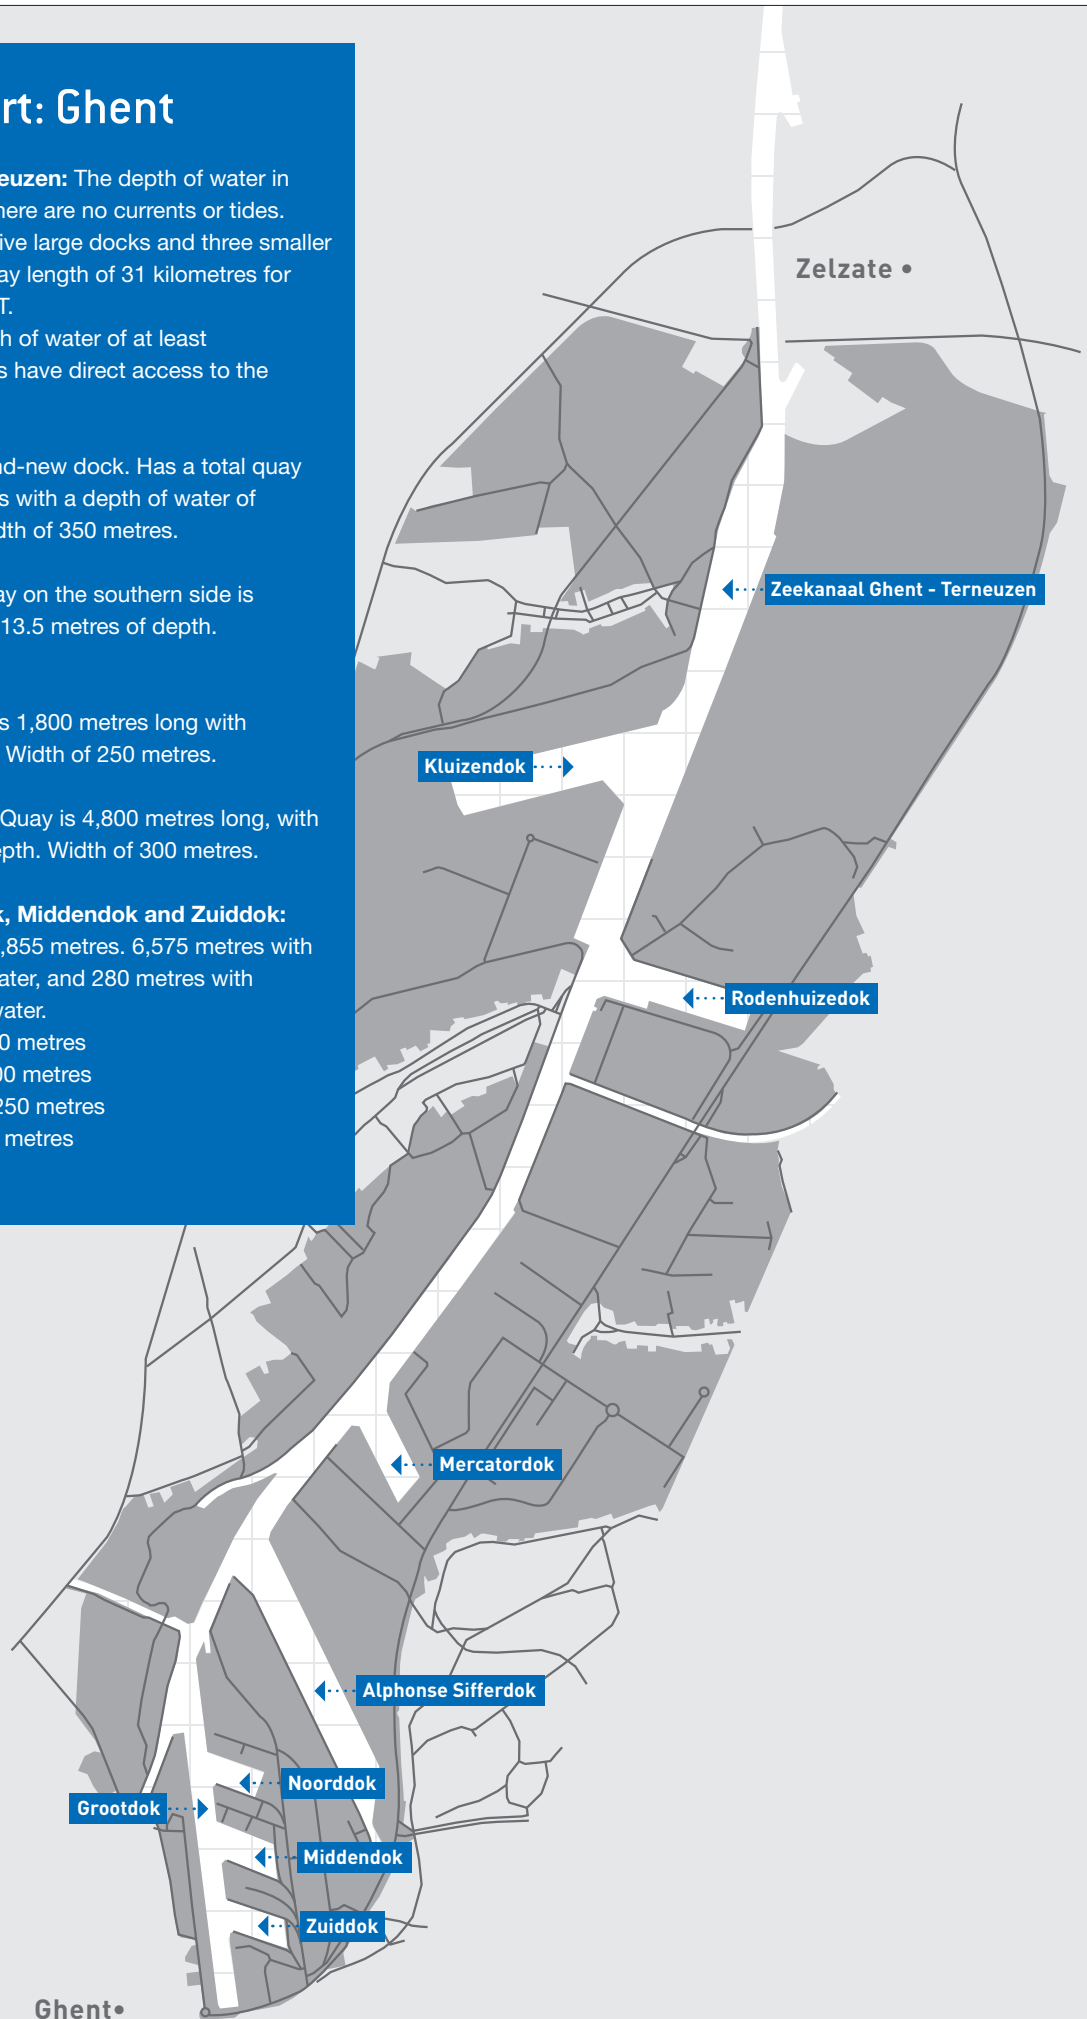 rt: Ghent
euzen: The depth of water in
here are no currents or tides.
ive large docks and three smaller
ay length of 31 kilometres for
T.
h of water of at least
s have direct access to the
nd-new dock. Has a total quay
s with a depth of water of
dth of 350 metres.
ay on the southern side is
13.5 metres of depth.
s 1,800 metres long with
Width of 250 metres.
Quay is 4,800 metres long, with
epth. Width of 300 metres.
k, Middendok and Zuiddok:
,855 metres. 6,575 metres with
ater, and 280 metres with
water.
0 metres
00 metres
250 metres
metres
Zelzate
Zeekanaal Ghent - Terneuzen
Kluizendok
Rodenhuizedok
Mercatordok
Alphonse Sifferdok
Noorddok
Grootdok
Middendok
Zuiddok
Ghent